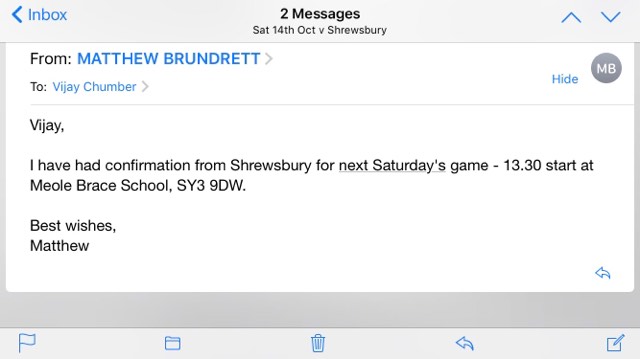 Inbox
2 Messages
Sat 14th Oct v Shrewsbury
From: MATTHEW BRUNDRETT
MB
To: Vijay Chumber
Hide
Vijay,
I have had confirmation from Shrewsbury for next Saturday's game - 13.30 start at
Meole Brace School, SY3 9DW.
Best wishes,
Matthew